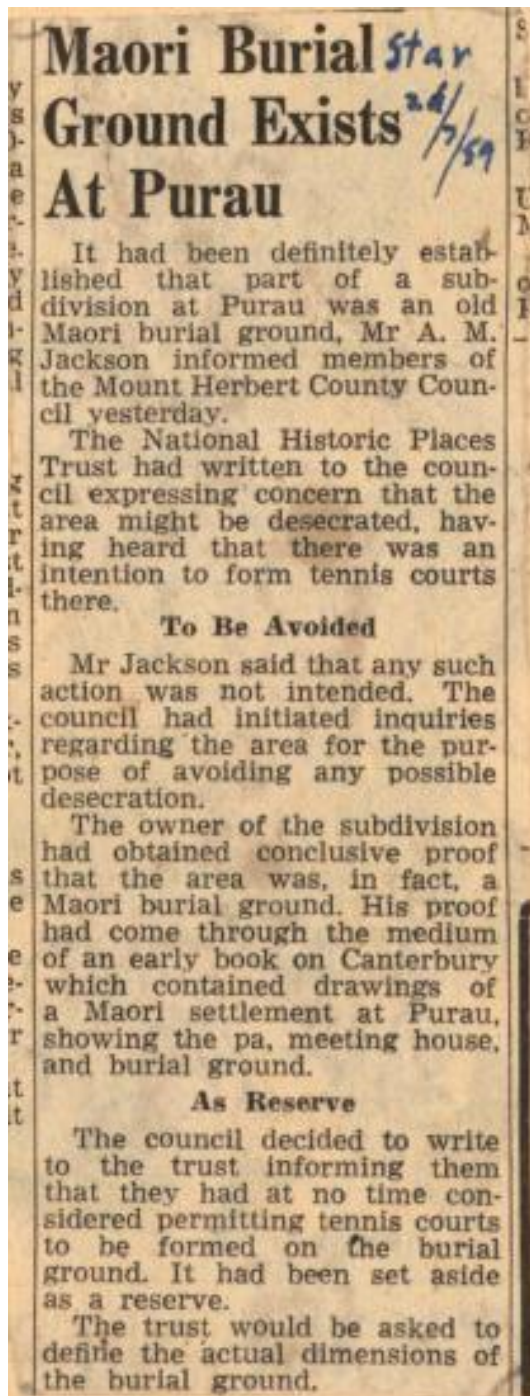 Maori Burial Star
Ground Exists 28/7/59
At Purau
It had been definitely estab-
lished that part of a sub-
division at Purau was an old
Maori burial ground, Mr A. M.
Jackson informed members of
the Mount Herbert County Coun-
cil yesterday.
The National Historic Places
Trust had written to the coun-
cil expressing concern that the
area might be desecrated, hav-
ing heard that there was an
intention to form tennis courts
there.
To Be Avoided
Mr Jackson said that any such
action was not intended. The
council had initiated inquiries
regarding the area for the pur-
pose of avoiding any possible
desecration.
The owner of the subdivision
had obtained conclusive proof
that the area was, in fact, a
Maori burial ground. His proof
had come through the medium
of an early book on Canterbury
which contained drawings of
a Maori settlement at Purau,
showing the pa, meeting house,
and burial ground.
As Reserve
The council decided to write
to the trust informing them
that they had at no time con-
sidered permitting tennis courts
to be formed on the burial
ground. It had been set aside
as a reserve.
The trust would be asked to
define the actual dimensions of
the burial ground.